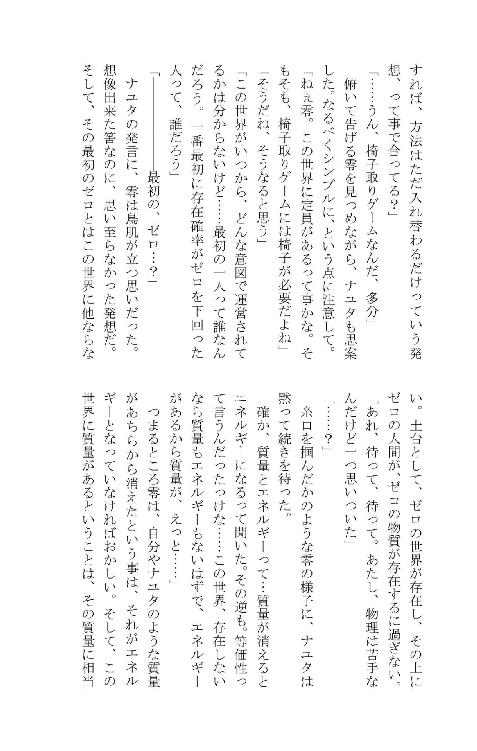 すれば、方法はただ入れ替わるだけっていう発
想、って事で合ってる？」
「……うん、椅子取りゲームなんだ、多分」
俯いて告げる零を見つめながら、ナユタも思案
した。なるべくシンプルに、という点に注意して。
「ねぇ零。この世界に定員があるって事かな。そ
もそも、椅子取りゲームには椅子が必要だよね」
「そうだね、そうなると思う」
「この世界がいつから、どんな意図で運営されて
るかは分からないけど……最初の一人って誰なん
だろう。一番最初に存在確率がゼロを下回った
人って、誰だろう」
「―――――最初の、ゼロ…？」
ナユタの発言に、零は鳥肌が立つ思いだった。
想像出来た筈なのに、思い至らなかった発想だ。
そして、その最初のゼロとはこの世界に他ならな
い。土台として、ゼロの世界が存在し、その上に
ゼロの人間が、ゼロの物質が存在するに過ぎない。
「あれ、待って、待って。あたし、物理は苦手な
んだけど一つ思いついた」
「……？」
糸口を掴んだかのような零の様子に、ナユタは
黙って続きを待った。
確か、質量とエネルギーって…質量が消えると
エネルギーになるって聞いた。その逆も。等価性っ
て言うんだったっけな……この世界、存在しない
なら質量もエネルギーもないはずで、エネルギー
があるから質量が、えっと……」
つまるところ零は、自分やナユタのような質量
があちらから消えたという事は、それがエネル
ギーとなっていなければおかしい。そして、この
世界に質量があるということは、その質量に相当